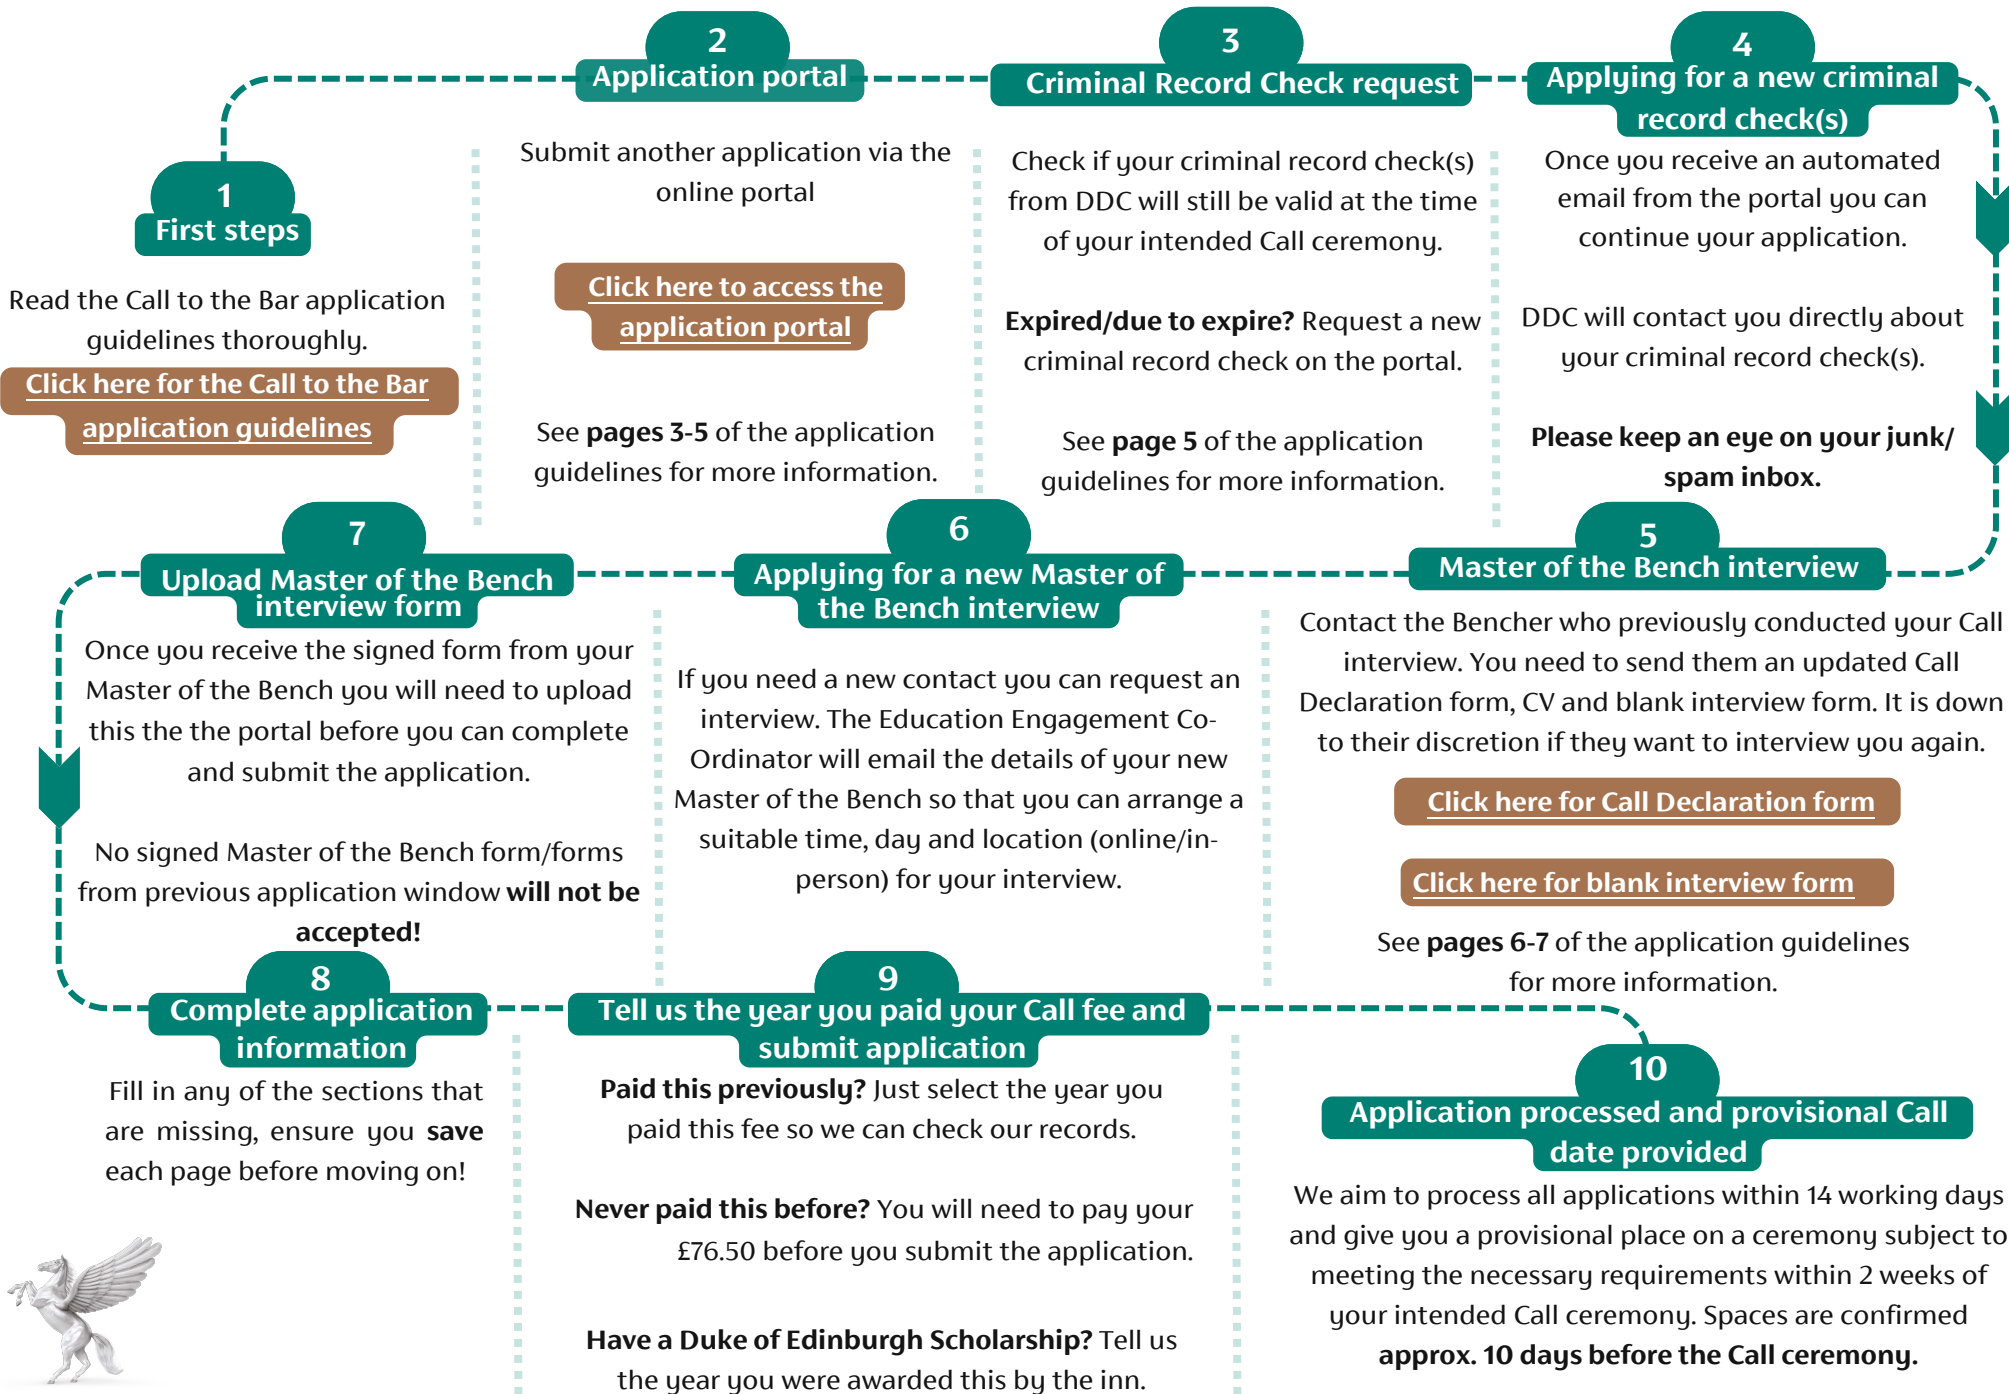 1
First steps
Read the Call to the Bar application
guidelines thoroughly.
Click here for the Call to the Bar
application guidelines
2
Application portal
Submit another application via the
online portal
Click here to access the
application portal
See pages 3-5 of the application
guidelines for more information.
3
Criminal Record Check request
Check if your criminal record check(s)
from DDC will still be valid at the time
of your intended Call ceremony.
Expired/due to expire? Request a new
criminal record check on the portal.
See page 5 of the application
guidelines for more information.
4
Applying for a new criminal
record check(s)
Once you receive an automated
email from the portal you can
continue your application.
DDC will contact you directly about
your criminal record check(s).
Please keep an eye on your junk/
spam inbox.
5
Master of the Bench interview
Contact the Bencher who previously conducted your Call
interview. You need to send them an updated Call
Declaration form, CV and blank interview form. It is down
to their discretion if they want to interview you again.
Click here for Call Declaration form
Click here for blank interview form
See pages 6-7 of the application guidelines
for more information.
6
Applying for a new Master of
the Bench interview
If you need a new contact you can request an
interview. The Education Engagement Co-
Ordinator will email the details of your new
Master of the Bench so that you can arrange a
suitable time, day and location (online/in-
person) for your interview.
7
Upload Master of the Bench
interview form
Once you receive the signed form from your
Master of the Bench you will need to upload
this the the portal before you can complete
and submit the application.
No signed Master of the Bench form/forms
from previous application window will not be
accepted!
8
Complete application
information
Fill in any of the sections that
are missing, ensure you save
each page before moving on!
9
Tell us the year you paid your Call fee and
submit application
Paid this previously? Just select the year you
paid this fee so we can check our records.
Never paid this before? You will need to pay your
£76.50 before you submit the application.
Have a Duke of Edinburgh Scholarship? Tell us
the year you were awarded this by the inn.
10
Application processed and provisional Call
date provided
We aim to process all applications within 14 working days
and give you a provisional place on a ceremony subject to
meeting the necessary requirements within 2 weeks of
your intended Call ceremony. Spaces are confirmed
approx. 10 days before the Call ceremony.